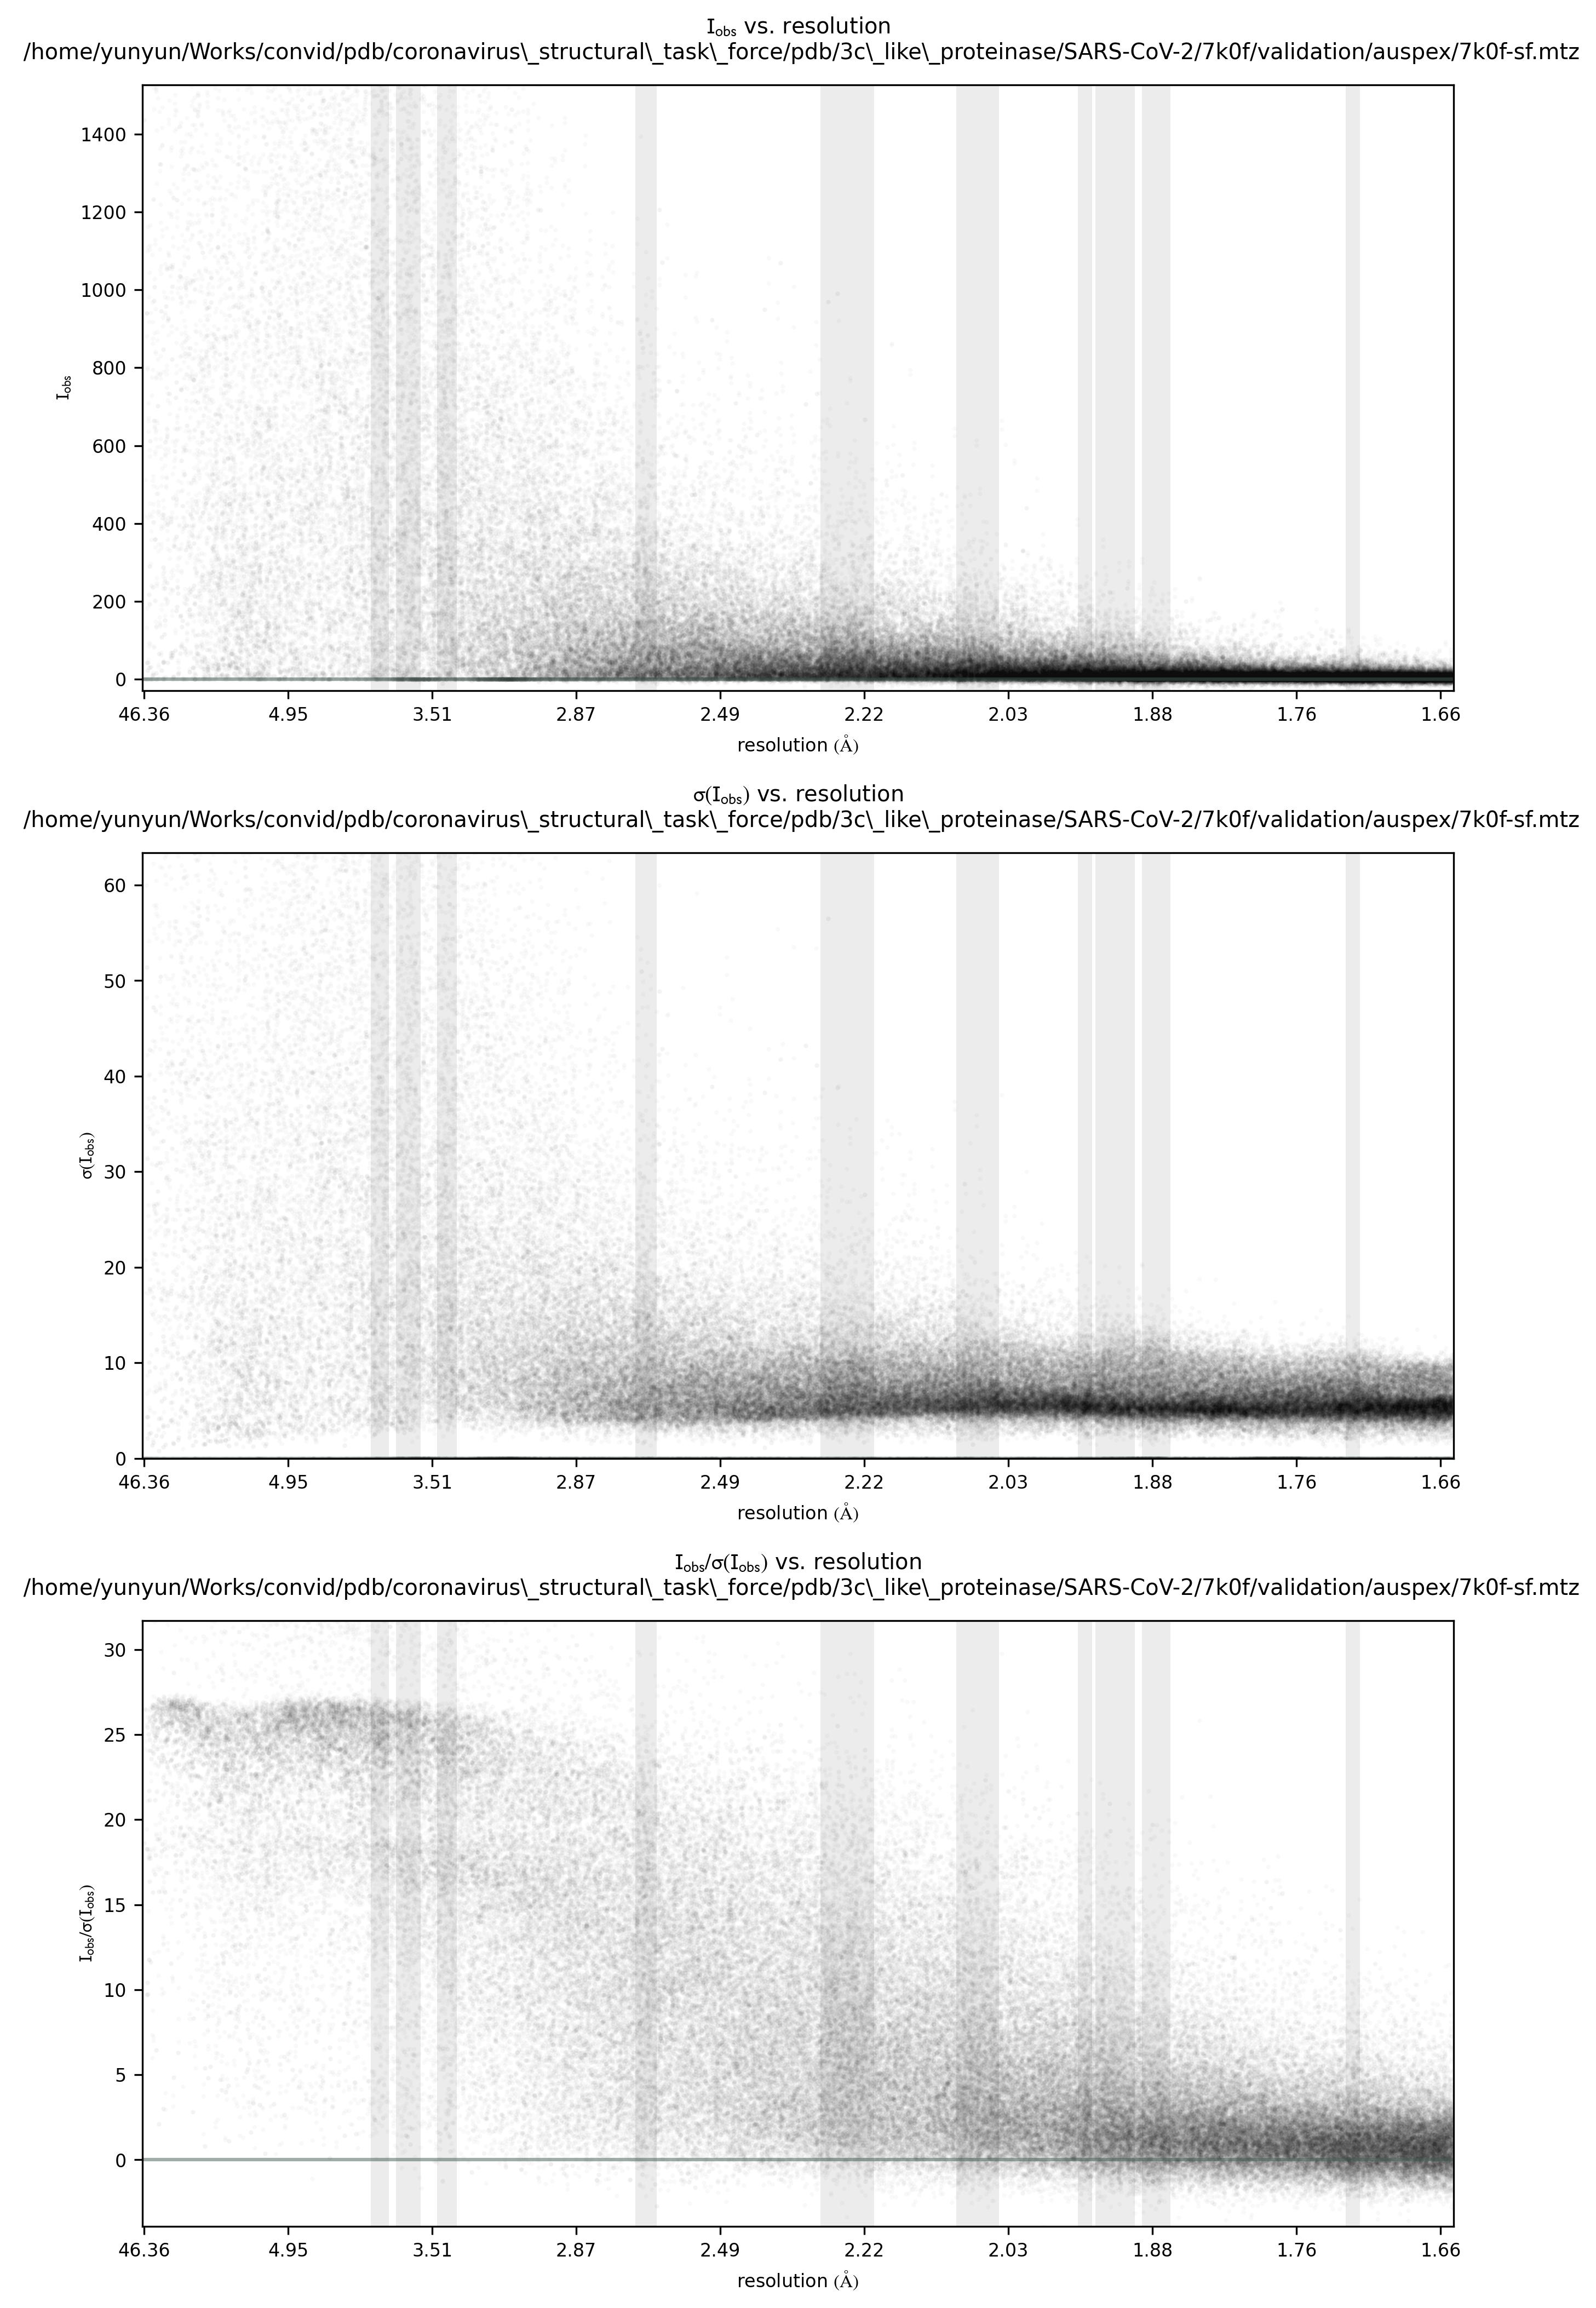 I_obs vs. resolution
/home/yunyun/Works/convid/pdb/coronavirus\_structural\_task\_force/pdb/3c\_like\_proteinase/SARS-CoV-2/7k0f/validation/auspex/7k0f-sf.mtz
1400
1200
1000
800
600
400
200
0
I_obs
46.36 4.95 3.51 2.87 2.49 2.22 2.03 1.88 1.76 1.66
resolution (Å)
σ(I_obs) vs. resolution
/home/yunyun/Works/convid/pdb/coronavirus\_structural\_task\_force/pdb/3c\_like\_proteinase/SARS-CoV-2/7k0f/validation/auspex/7k0f-sf.mtz
60
50
40
30
20
10
0
σ(I_obs)
46.36 4.95 3.51 2.87 2.49 2.22 2.03 1.88 1.76 1.66
resolution (Å)
I_obs/σ(I_obs) vs. resolution
/home/yunyun/Works/convid/pdb/coronavirus\_structural\_task\_force/pdb/3c\_like\_proteinase/SARS-CoV-2/7k0f/validation/auspex/7k0f-sf.mtz
30
25
20
15
10
5
0
I_obs/σ(I_obs)
46.36 4.95 3.51 2.87 2.49 2.22 2.03 1.88 1.76 1.66
resolution (Å)